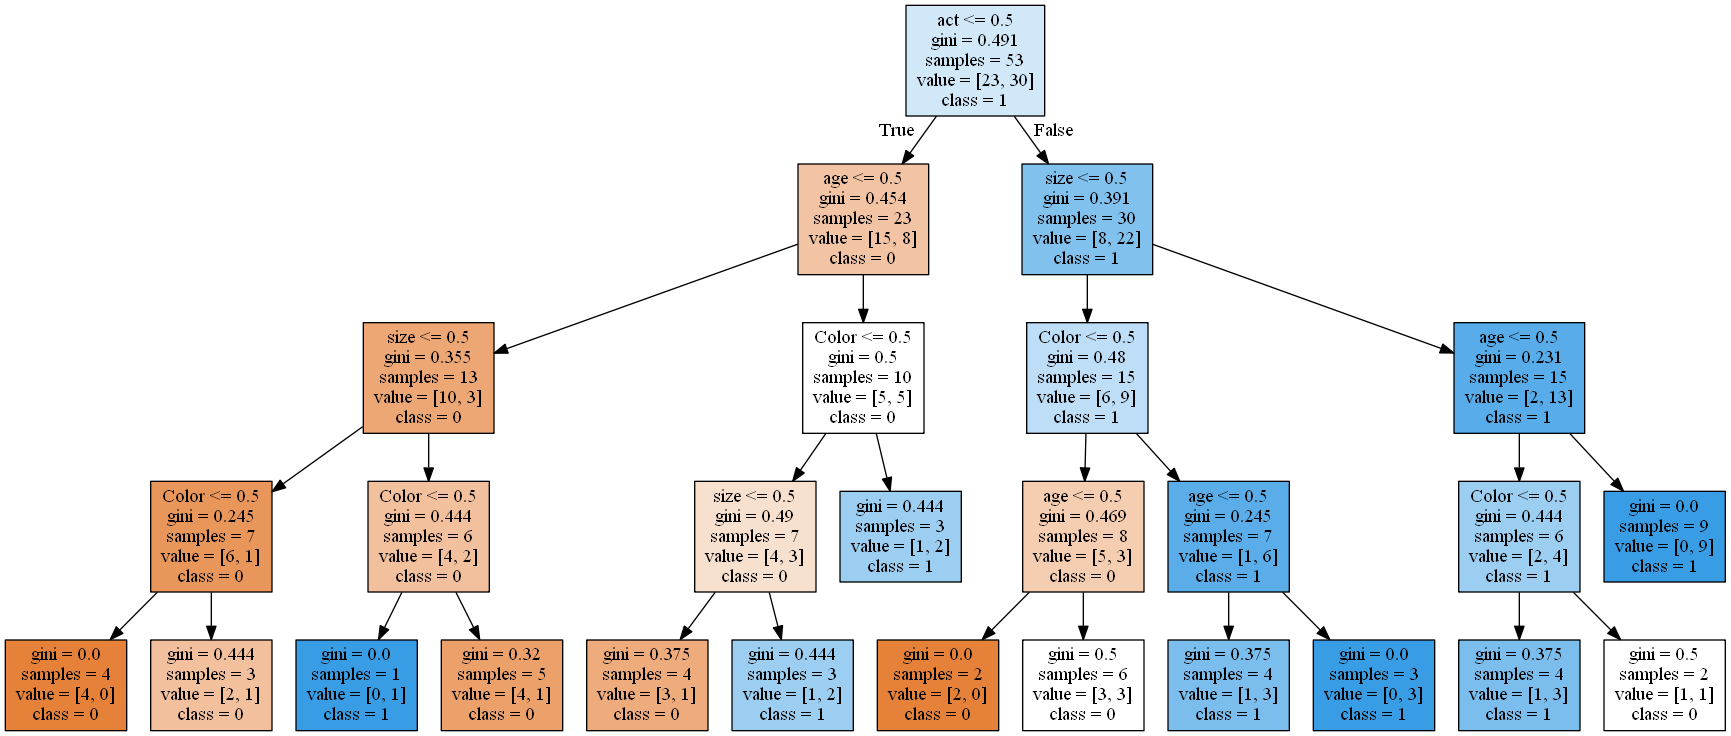 act <= 0.5
gini = 0.491
samples = 53
value = [23, 30]
class = 1
True
False
age <= 0.5
gini = 0.454
samples = 23
value = [15, 8]
class = 0
size <= 0.5
gini = 0.391
samples = 30
value = [8, 22]
class = 1
size <= 0.5
gini = 0.355
samples = 13
value = [10, 3]
class = 0
Color <= 0.5
gini = 0.5
samples = 10
value = [5, 5]
class = 0
Color <= 0.5
gini = 0.48
samples = 15
value = [6, 9]
class = 1
age <= 0.5
gini = 0.231
samples = 15
value = [2, 13]
class = 1
Color <= 0.5
gini = 0.245
samples = 7
value = [6, 1]
class = 0
Color <= 0.5
gini = 0.444
samples = 6
value = [4, 2]
class = 0
size <= 0.5
gini = 0.49
samples = 7
value = [4, 3]
class = 0
gini = 0.444
samples = 3
value = [1, 2]
class = 1
age <= 0.5
gini = 0.469
samples = 8
value = [5, 3]
class = 0
age <= 0.5
gini = 0.245
samples = 7
value = [1, 6]
class = 1
Color <= 0.5
gini = 0.444
samples = 6
value = [2, 4]
class = 1
gini = 0.0
samples = 9
value = [0, 9]
class = 1
gini = 0.0
samples = 4
value = [4, 0]
class = 0
gini = 0.444
samples = 3
value = [2, 1]
class = 0
gini = 0.0
samples = 1
value = [0, 1]
class = 1
gini = 0.32
samples = 5
value = [4, 1]
class = 0
gini = 0.375
samples = 4
value = [3, 1]
class = 0
gini = 0.444
samples = 3
value = [1, 2]
class = 1
gini = 0.0
samples = 2
value = [2, 0]
class = 0
gini = 0.5
samples = 6
value = [3, 3]
class = 0
gini = 0.375
samples = 4
value = [1, 3]
class = 1
gini = 0.0
samples = 3
value = [0, 3]
class = 1
gini = 0.375
samples = 4
value = [1, 3]
class = 1
gini = 0.5
samples = 2
value = [1, 1]
class = 0